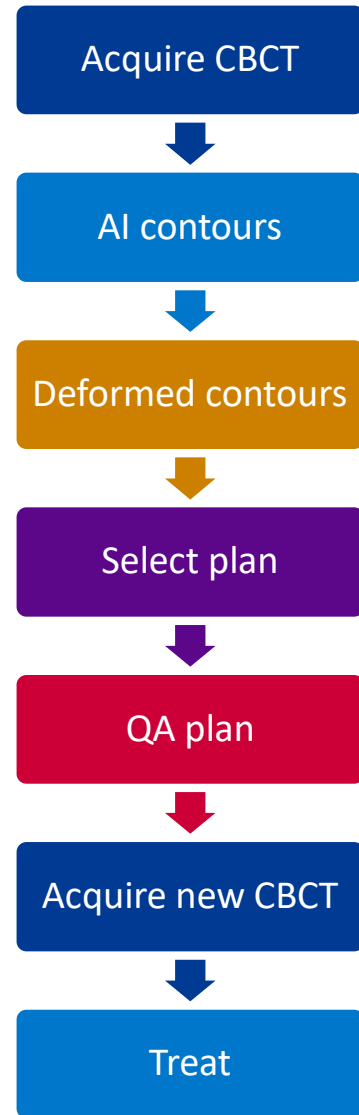 Acquire CBCT
AI contours
Deformed contours
Select plan
QA plan
Acquire new CBCT
Treat